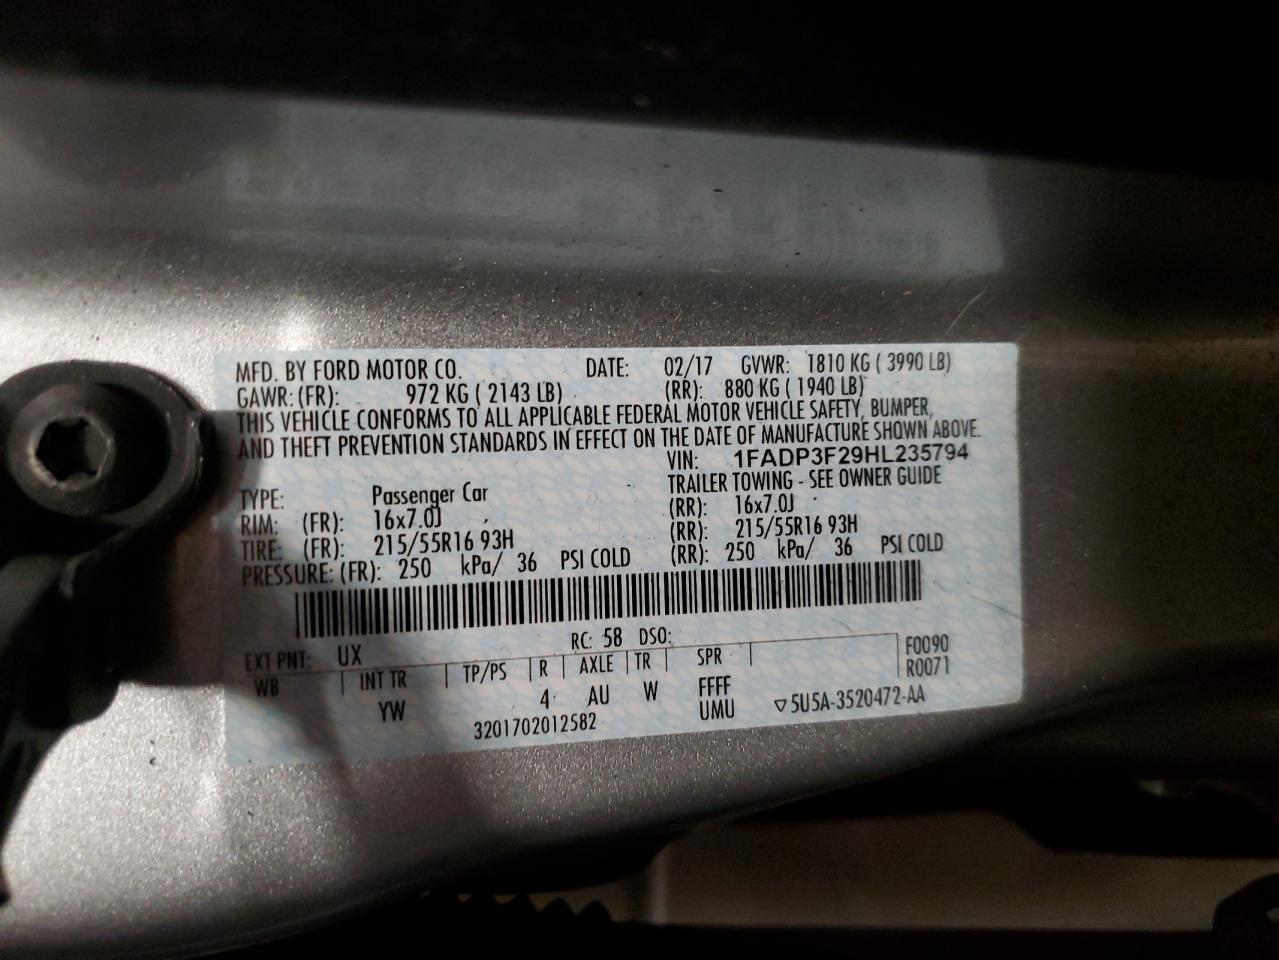 MFD. BY FORD MOTOR CO. DATE: 02/17 GVWR: 1810 KG ( 3990 LB)
GAWR: (FR): 972 KG ( 2143 LB) (RR): 880 KG ( 1940 LB)
THIS VEHICLE CONFORMS TO ALL APPLICABLE FEDERAL MOTOR VEHICLE SAFETY, BUMPER,
AND THEFT PREVENTION STANDARDS IN EFFECT ON THE DATE OF MANUFACTURE SHOWN ABOVE.
VIN: 1FADP3F29HL235794
TYPE: Passenger Car TRAILER TOWING - SEE OWNER GUIDE
RIM: (FR): 16x7.0J (RR): 16x7.0J
TIRE: (FR): 215/55R16 93H (RR): 215/55R16 93H
PRESSURE: (FR): 250 kPa/ 36 PSI COLD (RR): 250 kPa/ 36 PSI COLD
EXT PNT: UX RC: 58 DSO: F0090
WB INT TR TP/PS R AXLE TR SPR R0071
YW 4 AU W FFFF
3201702012582 UMU ▽5U5A-3520472-AA